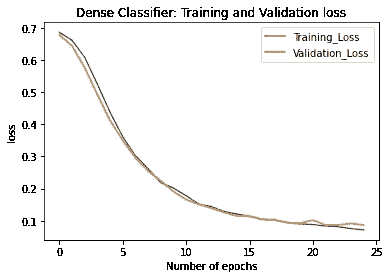 Dense Classifier: Training and Validation loss
0.7
0.6
0.5
0.4
0.3
0.2
0.1
loss
Training_Loss
Validation_Loss
0 5 10 15 20 25
Number of epochs